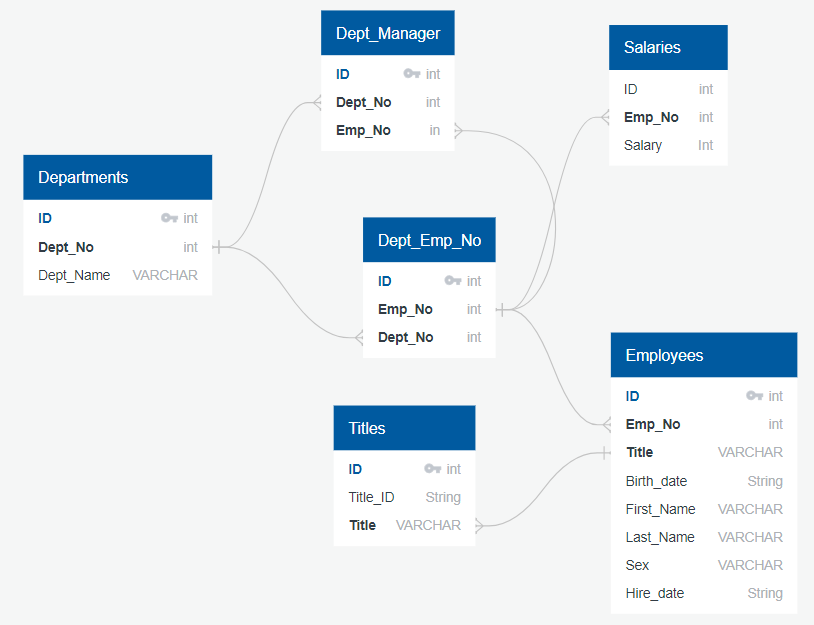 Dept_Manager
ID int
Dept_No int
Emp_No in
Salaries
ID int
Emp_No int
Salary Int
Departments
ID int
Dept_No int
Dept_Name VARCHAR
Dept_Emp_No
ID int
Emp_No int
Dept_No int
Employees
ID int
Emp_No int
Title VARCHAR
Birth_date String
First_Name VARCHAR
Last_Name VARCHAR
Sex VARCHAR
Hire_date String
Titles
ID int
Title_ID String
Title VARCHAR